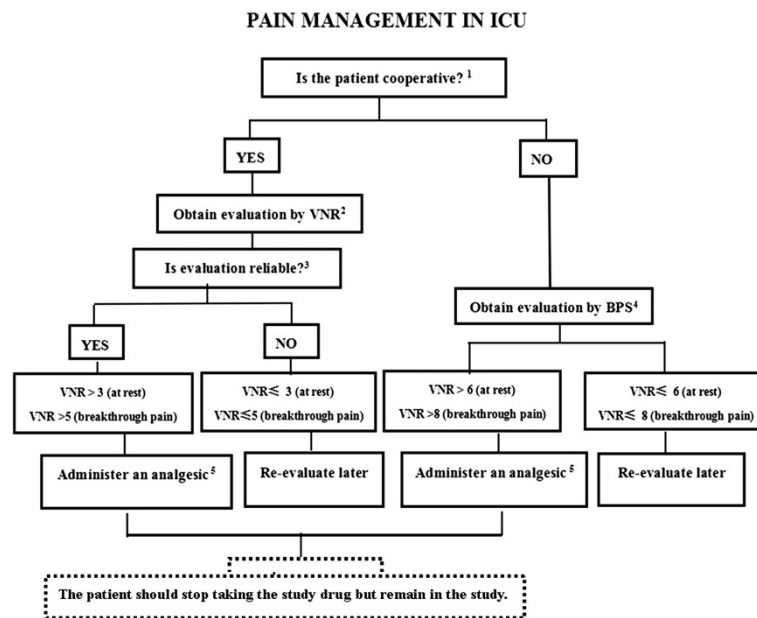 PAIN MANAGEMENT IN ICU
Is the patient cooperative? 1
YES
NO
Obtain evaluation by VNR2
Is evaluation reliable?3
Obtain evaluation by BPS4
YES
NO
VNR > 3 (at rest)
VNR >5 (breakthrough pain)
VNR≤ 3 (at rest)
VNR≤5 (breakthrough pain)
VNR > 6 (at rest)
VNR>8 (breakthrough pain)
VNR≤ 6 (at rest)
VNR≤ 8 (breakthrough pain)
Administer an analgesic 5
Re-evaluate later
Administer an analgesic 5
Re-evaluate later
The patient should stop taking the study drug but remain in the study.